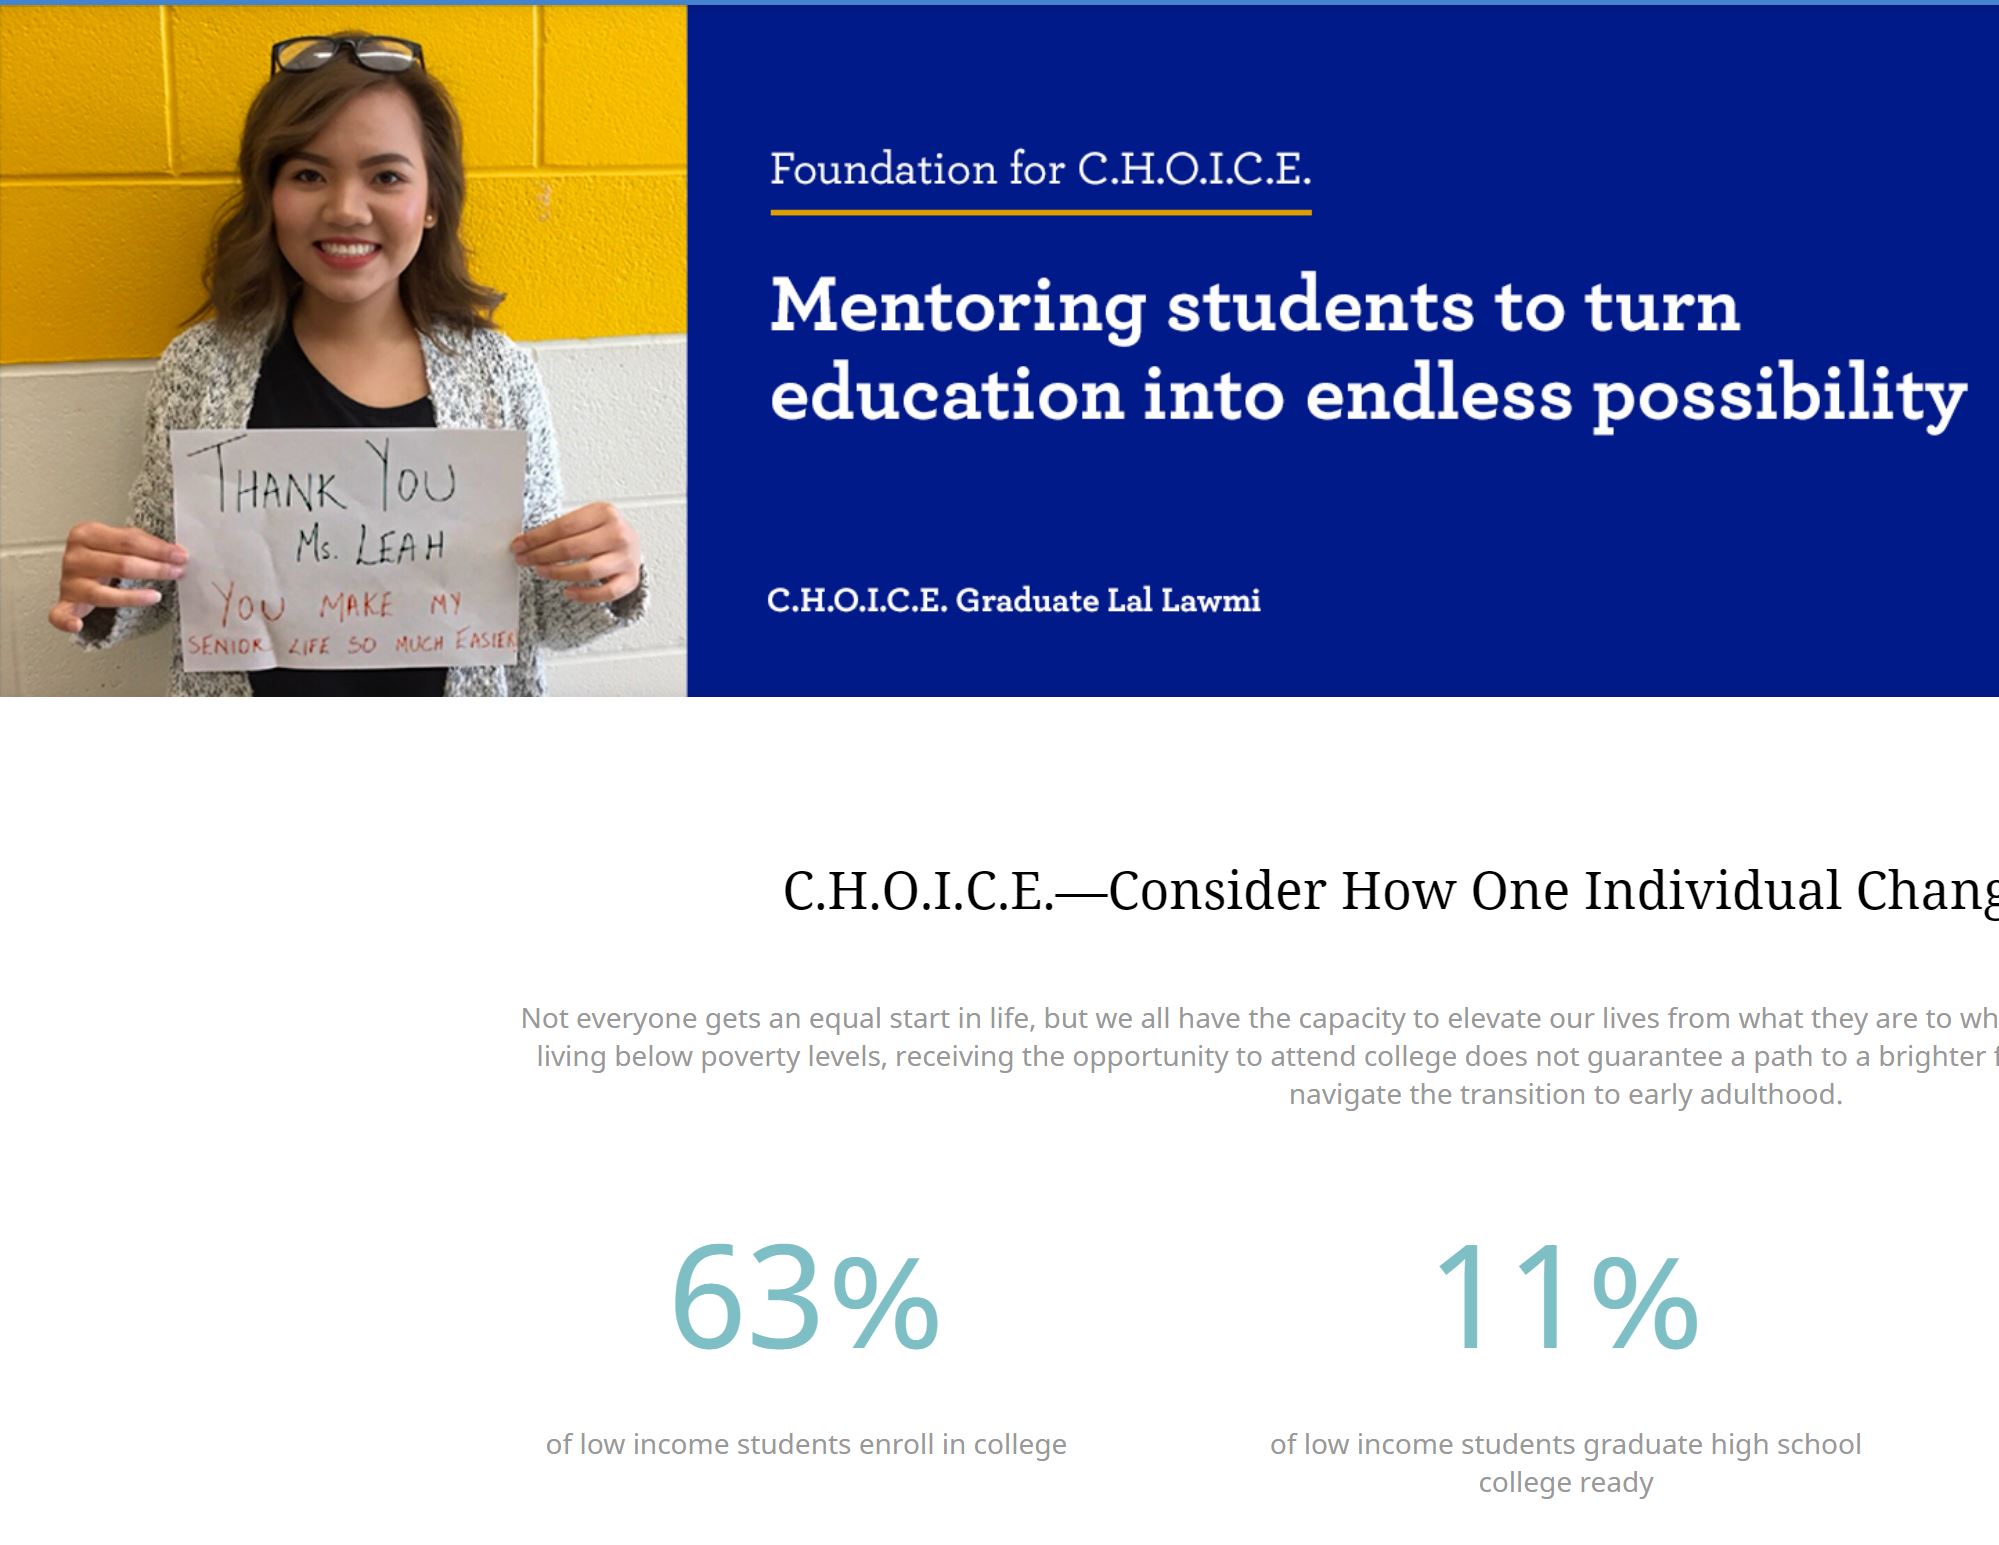 THANK YOU
Ms. LEAH
YOU MAKE MY
SENIOR LIFE SO MUCH EASIER
Foundation for C.H.O.I.C.E.
Mentoring students to turn
education into endless possibility
C.H.O.I.C.E. Graduate Lal Lawmi
C.H.O.I.C.E.—Consider How One Individual
Not everyone gets an equal start in life, but we all have the capacity to elevate our lives from what they are to
living below poverty levels, receiving the opportunity to attend college does not guarantee a path to a brighter
navigate the transition to early adulthood.
63%
of low income students enroll in college
11%
of low income students graduate high school
college ready